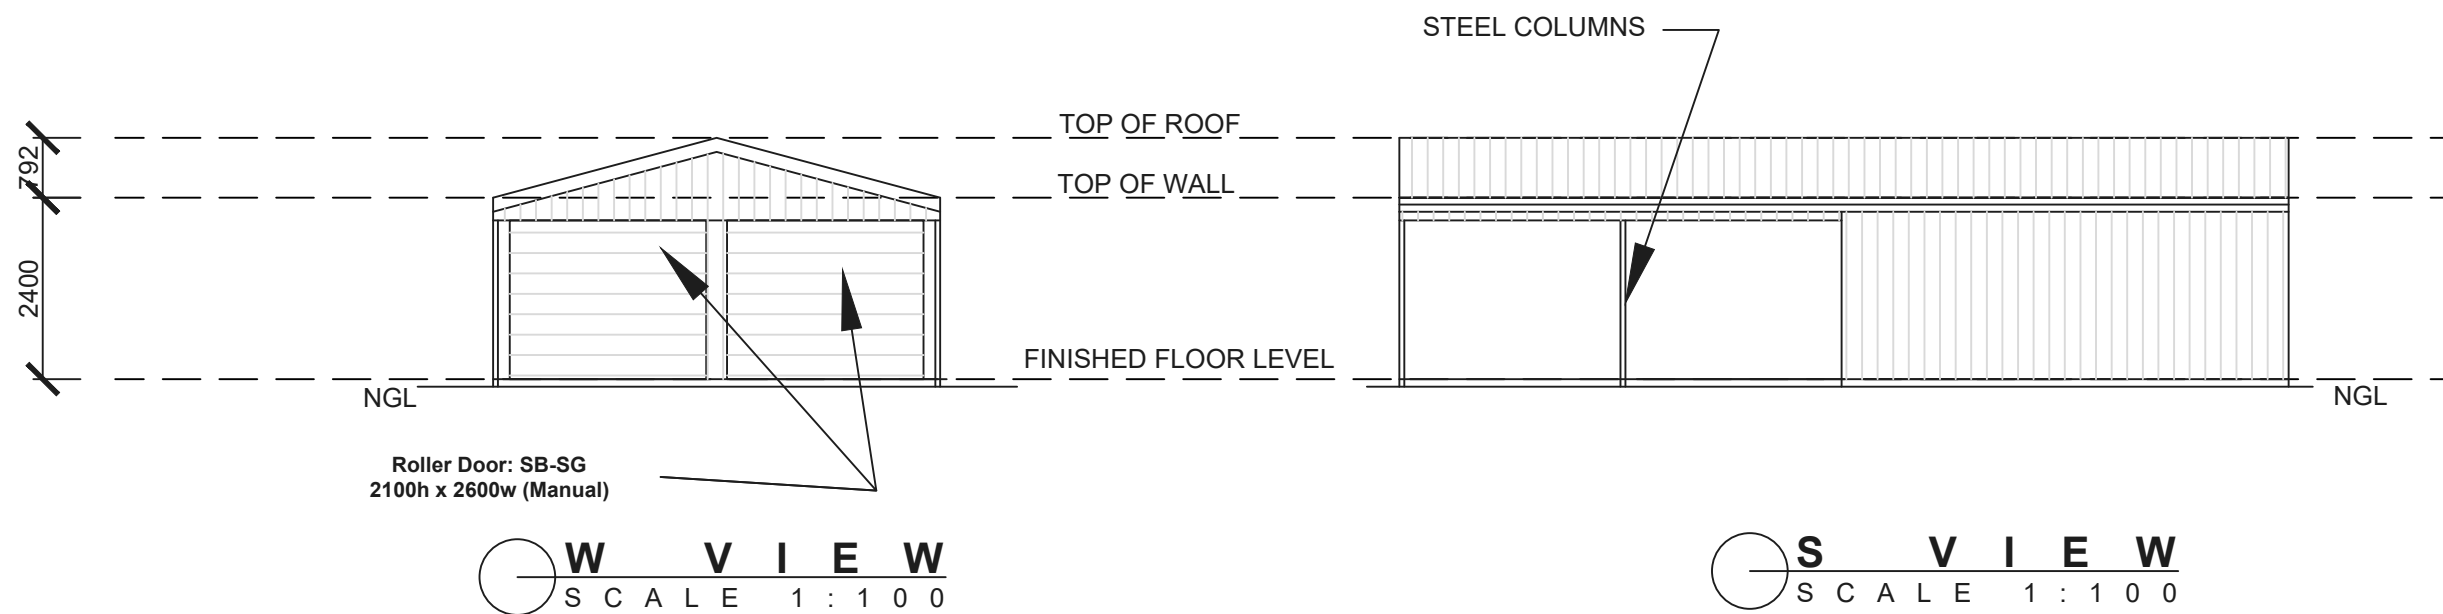 STEEL COLUMNS
TOP OF ROOF
792
TOP OF WALL
2400
FINISHED FLOOR LEVEL
NGL
NGL
Roller Door: SB-SG
2100h x 2600w (Manual)
W VIEW
SCALE 1:100
S VIEW
SCALE 1:100